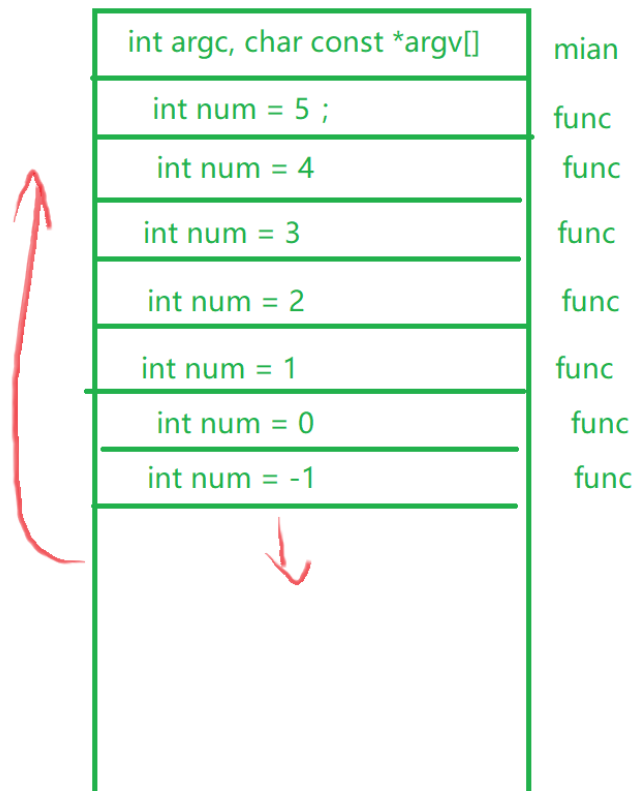 int argc, char const *argv[] mian
int num = 5 ; func
int num = 4 func
int num = 3 func
int num = 2 func
int num = 1 func
int num = 0 func
int num = -1 func